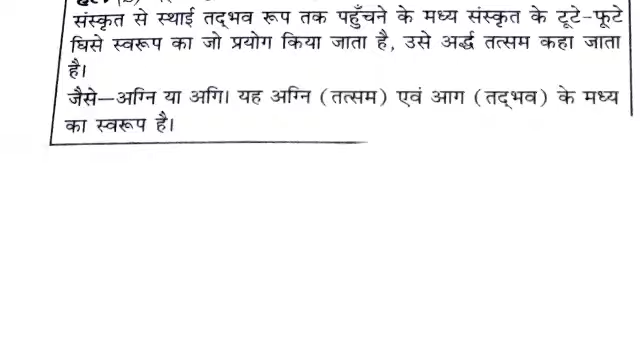 संस्कृत से स्थाई तद्भव रूप तक पहुँचने के मध्य संस्कृत के टूटे-फूटे
घिसे स्वरूप का जो प्रयोग किया जाता है, उसे अर्द्ध तत्सम कहा जाता
है।
जैसे—अग्नि या अगि। यह अग्नि (तत्सम) एवं आग (तद्भव) के मध्य
का स्वरूप है।